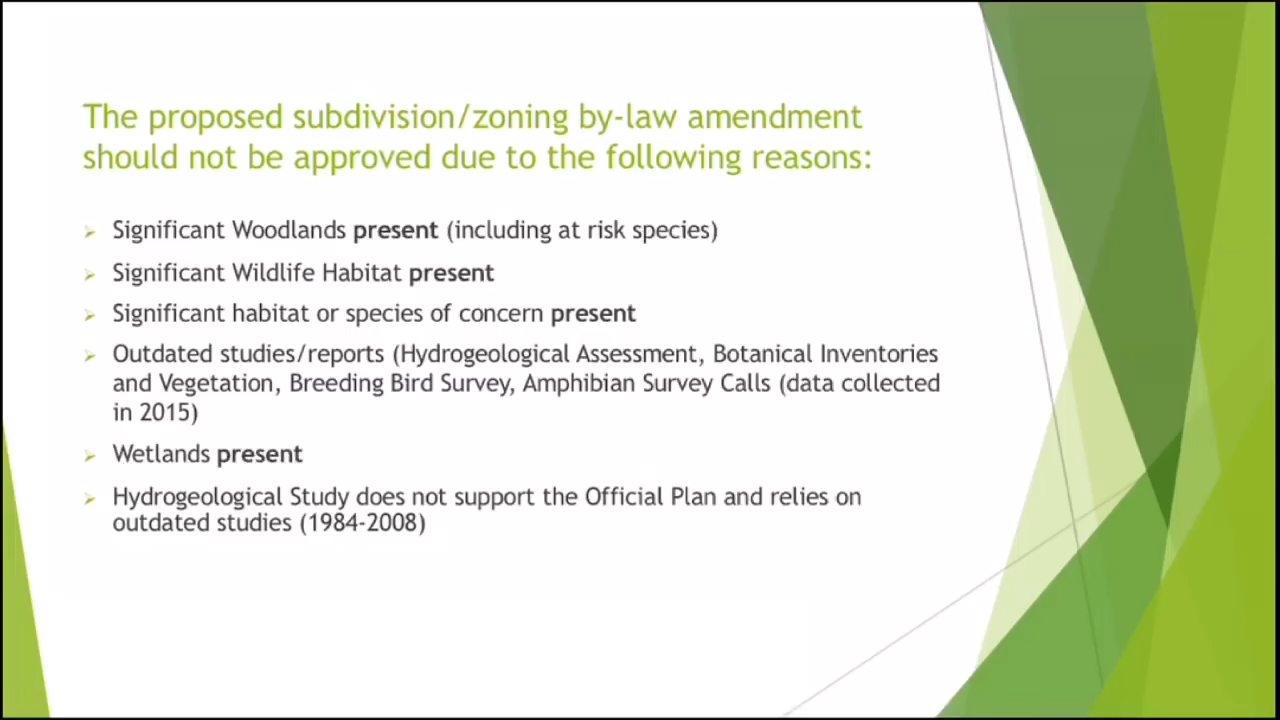 The proposed subdivision/zoning by-law amendment
should not be approved due to the following reasons:
Significant Woodlands present (including at risk species)
Significant Wildlife Habitat present
Significant habitat or species of concern present
Outdated studies/reports (Hydrogeological Assessment, Botanical Inventories
and Vegetation, Breeding Bird Survey, Amphibian Survey Calls (data collected
in 2015)
Wetlands present
Hydrogeological Study does not support the Official Plan and relies on
outdated studies (1984-2008)